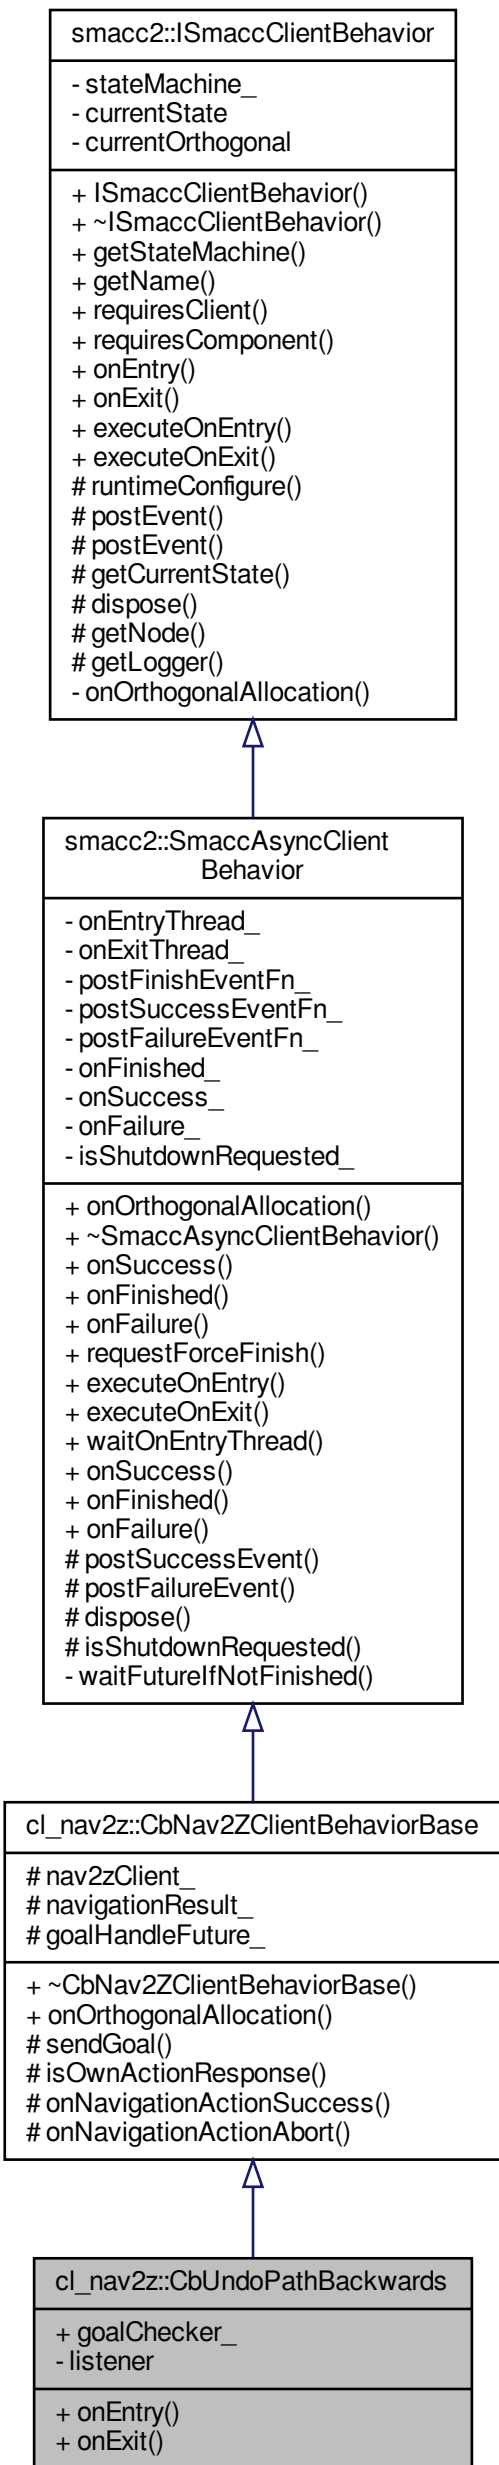 smacc2::ISmaccClientBehavior
- stateMachine_
- currentState
- currentOrthogonal
+ ISmaccClientBehavior()
+ ~ISmaccClientBehavior()
+ getStateMachine()
+ getName()
+ requiresClient()
+ requiresComponent()
+ onEntry()
+ onExit()
+ executeOnEntry()
+ executeOnExit()
# runtimeConfigure()
# postEvent()
# postEvent()
# getCurrentState()
# dispose()
# getNode()
# getLogger()
- onOrthogonalAllocation()
smacc2::SmaccAsyncClient
Behavior
- onEntryThread_
- onExitThread_
- postFinishEventFn_
- postSuccessEventFn_
- postFailureEventFn_
- onFinished_
- onSuccess_
- onFailure_
- isShutdownRequested_
+ onOrthogonalAllocation()
+ ~SmaccAsyncClientBehavior()
+ onSuccess()
+ onFinished()
+ onFailure()
+ requestForceFinish()
+ executeOnEntry()
+ executeOnExit()
+ waitOnEntryThread()
+ onSuccess()
+ onFinished()
+ onFailure()
# postSuccessEvent()
# postFailureEvent()
# dispose()
# isShutdownRequested()
- waitFutureIfNotFinished()
cl_nav2z::CbNav2ZClientBehaviorBase
# nav2zClient_
# navigationResult_
# goalHandleFuture_
+ ~CbNav2ZClientBehaviorBase()
+ onOrthogonalAllocation()
# sendGoal()
# isOwnActionResponse()
# onNavigationActionSuccess()
# onNavigationActionAbort()
cl_nav2z::CbUndoPathBackwards
+ goalChecker_
- listener
+ onEntry()
+ onExit()